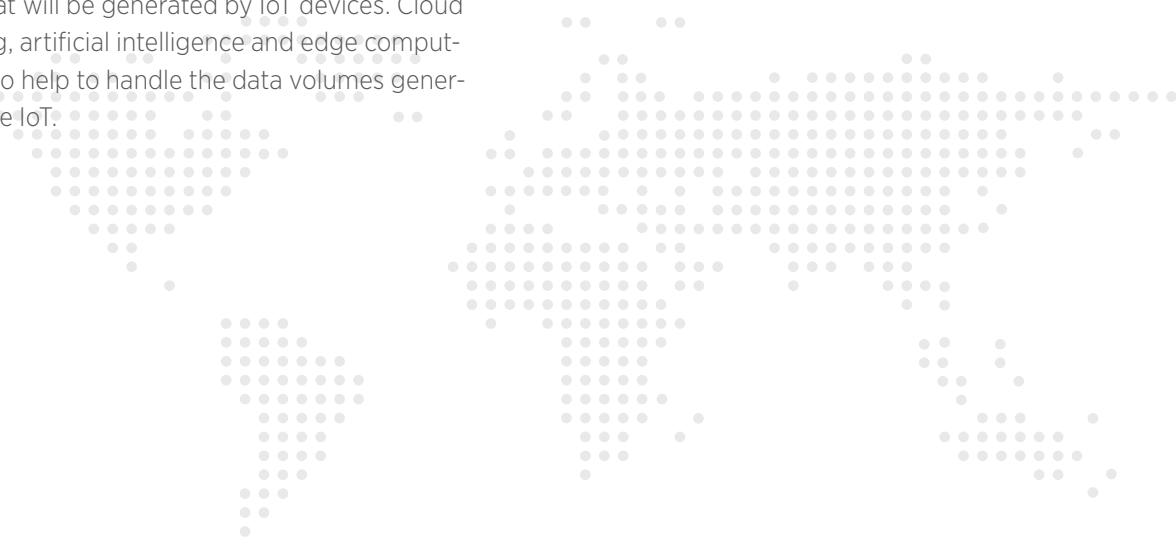 at will be generated by IoT devices. Cloud
g, artificial intelligence and edge comput-
o help to handle the data volumes gener-
e IoT.